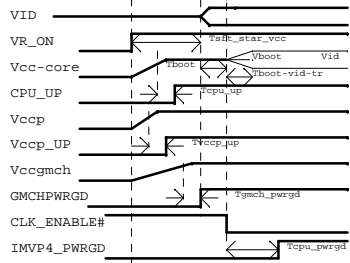 VID
VR_ON
Tsft_star_vcc
Vcc-core
Tboot
Vboot Vid
Tboot-vid-tr
CPU_UP
Tcpu_up
Vccp
Vccp_UP
Tvccp_up
Vccgmch
GMCHPWRGD
Tgmch_pwrgd
CLK_ENABLE#
IMVP4_PWRGD
Tcpu_pwrgd